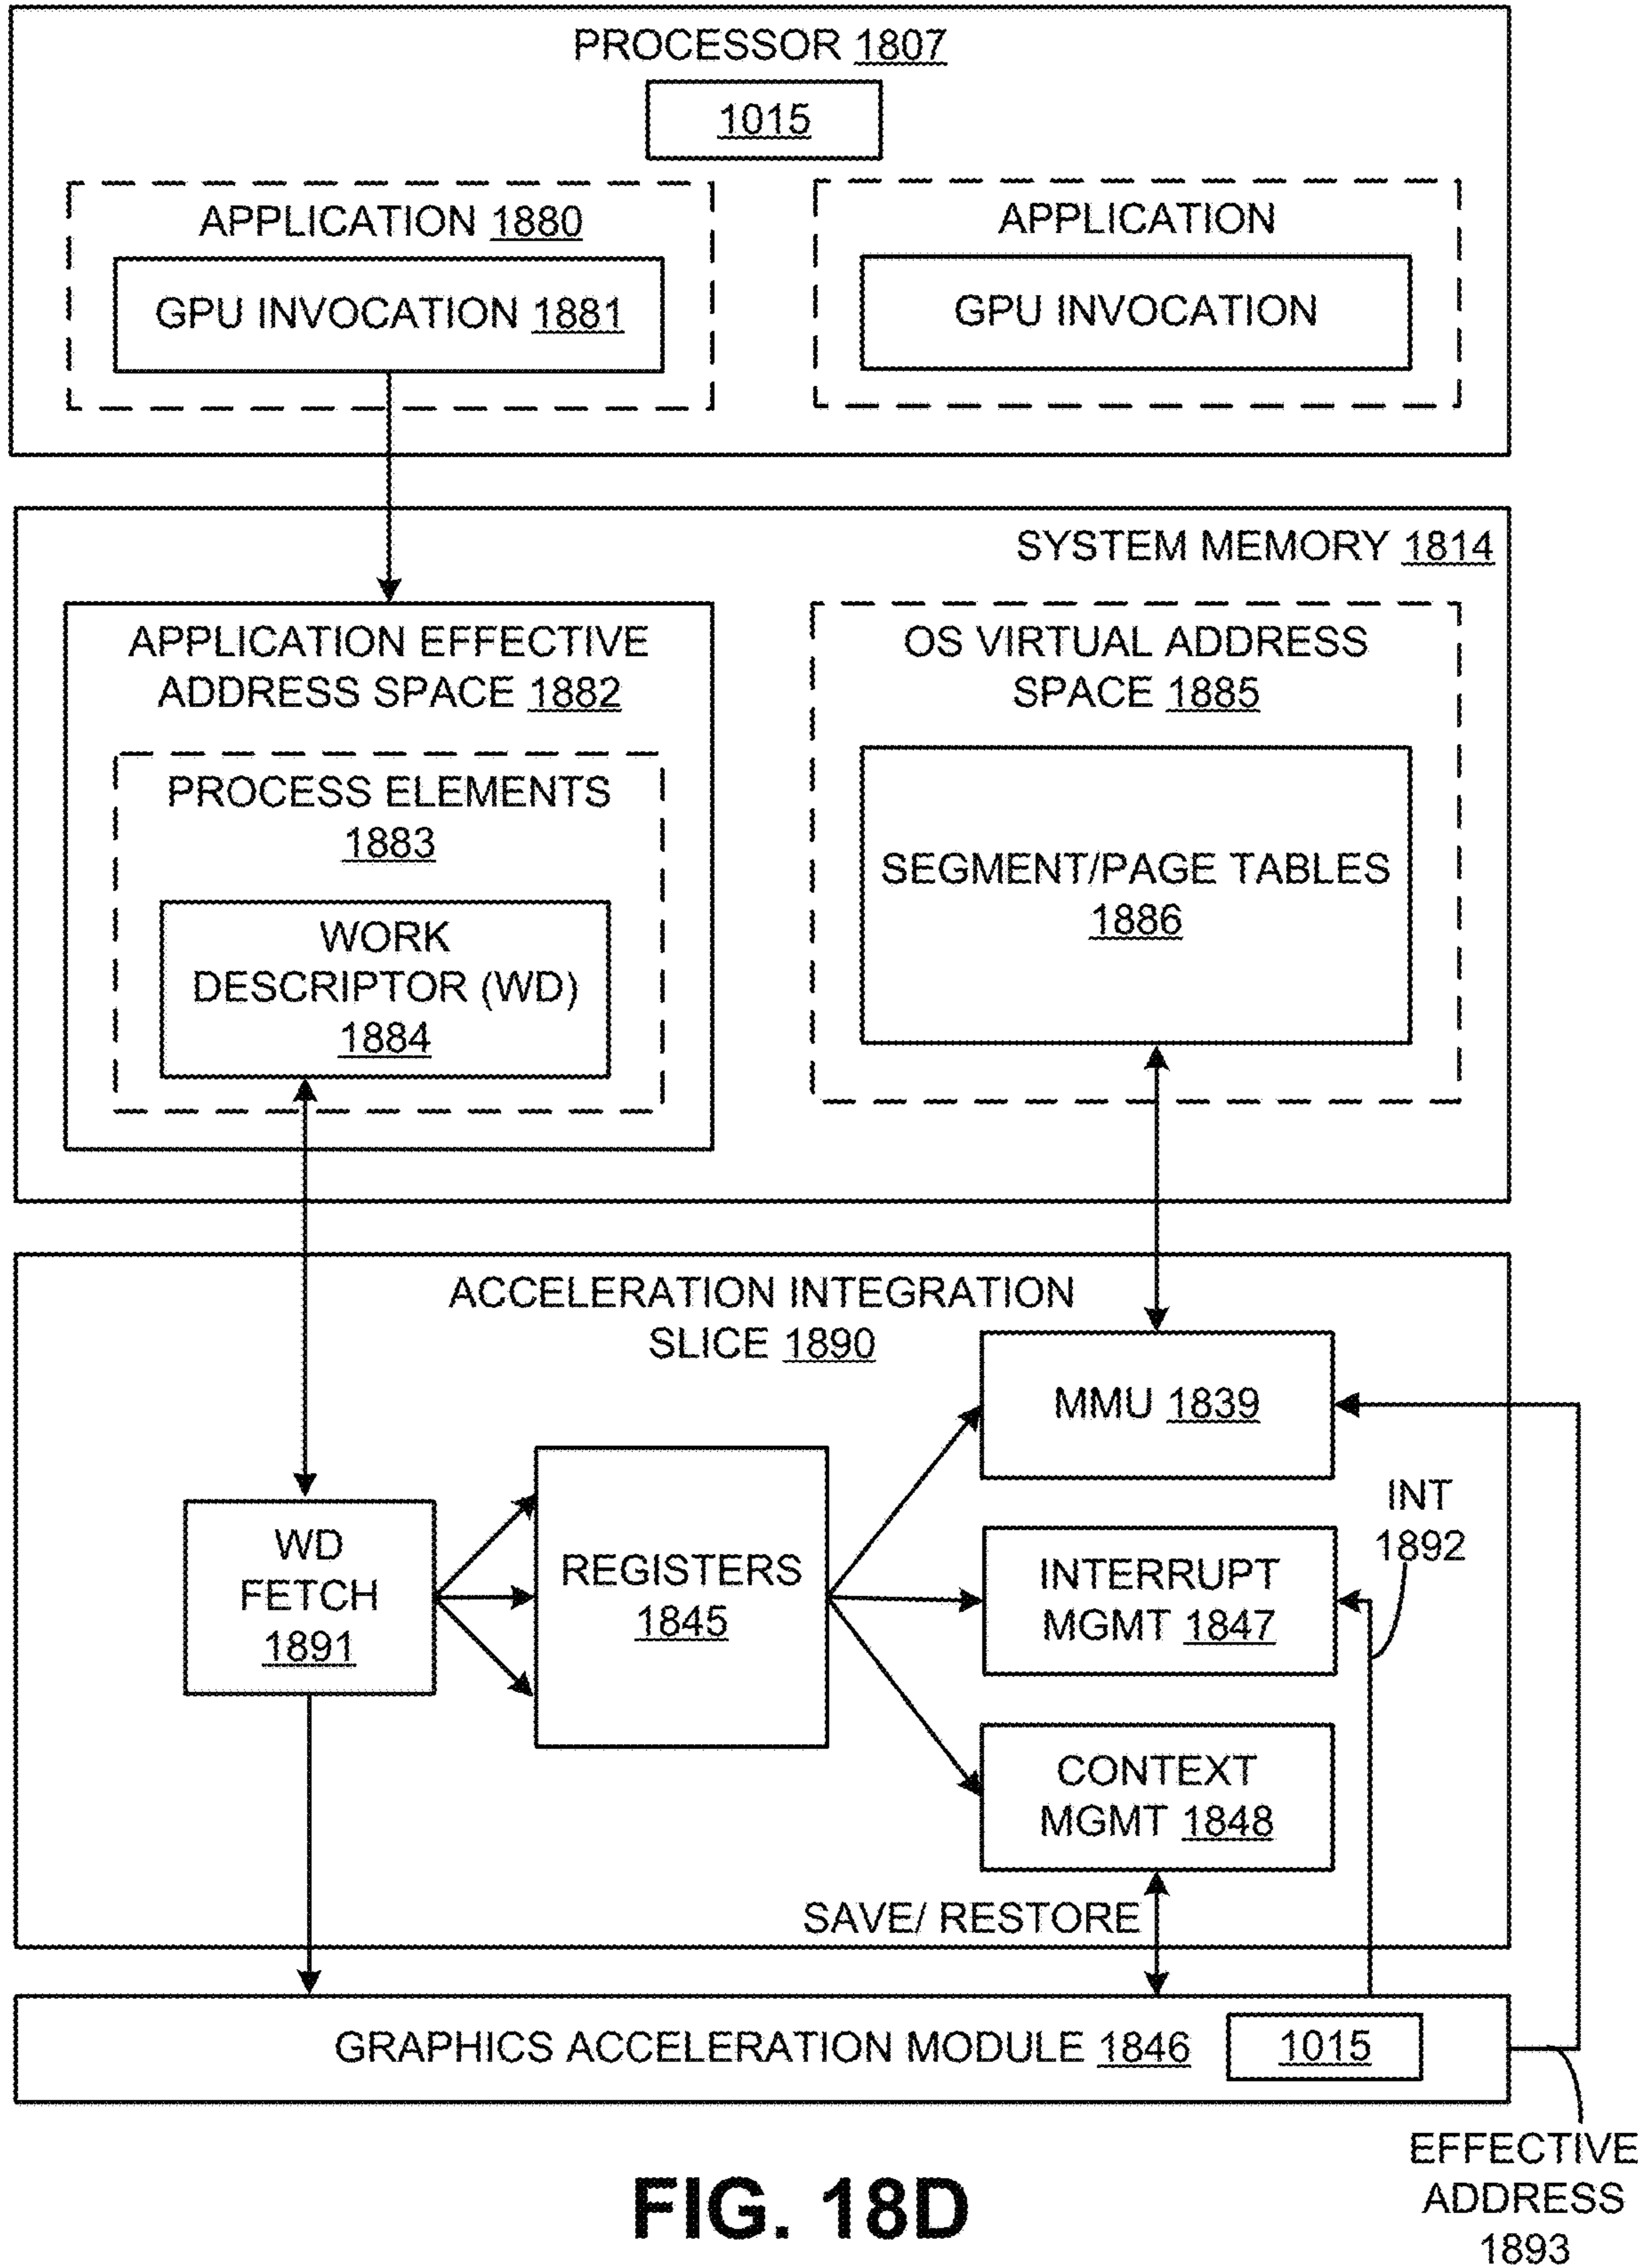 PROCESSOR 1807
1015
APPLICATION 1880
GPU INVOCATION 1881
APPLICATION
GPU INVOCATION
SYSTEM MEMORY 1814
APPLICATION EFFECTIVE
ADDRESS SPACE 1882
PROCESS ELEMENTS
1883
WORK
DESCRIPTOR (WD)
1884
OS VIRTUAL ADDRESS
SPACE 1885
SEGMENT/PAGE TABLES
1886
ACCELERATION INTEGRATION
SLICE 1890
MMU 1839
WD
FETCH
1891
REGISTERS
1845
INTERRUPT
MGMT 1847
INT
1892
CONTEXT
MGMT 1848
SAVE/ RESTORE
GRAPHICS ACCELERATION MODULE 1846
1015
EFFECTIVE
ADDRESS
1893
FIG. 18D